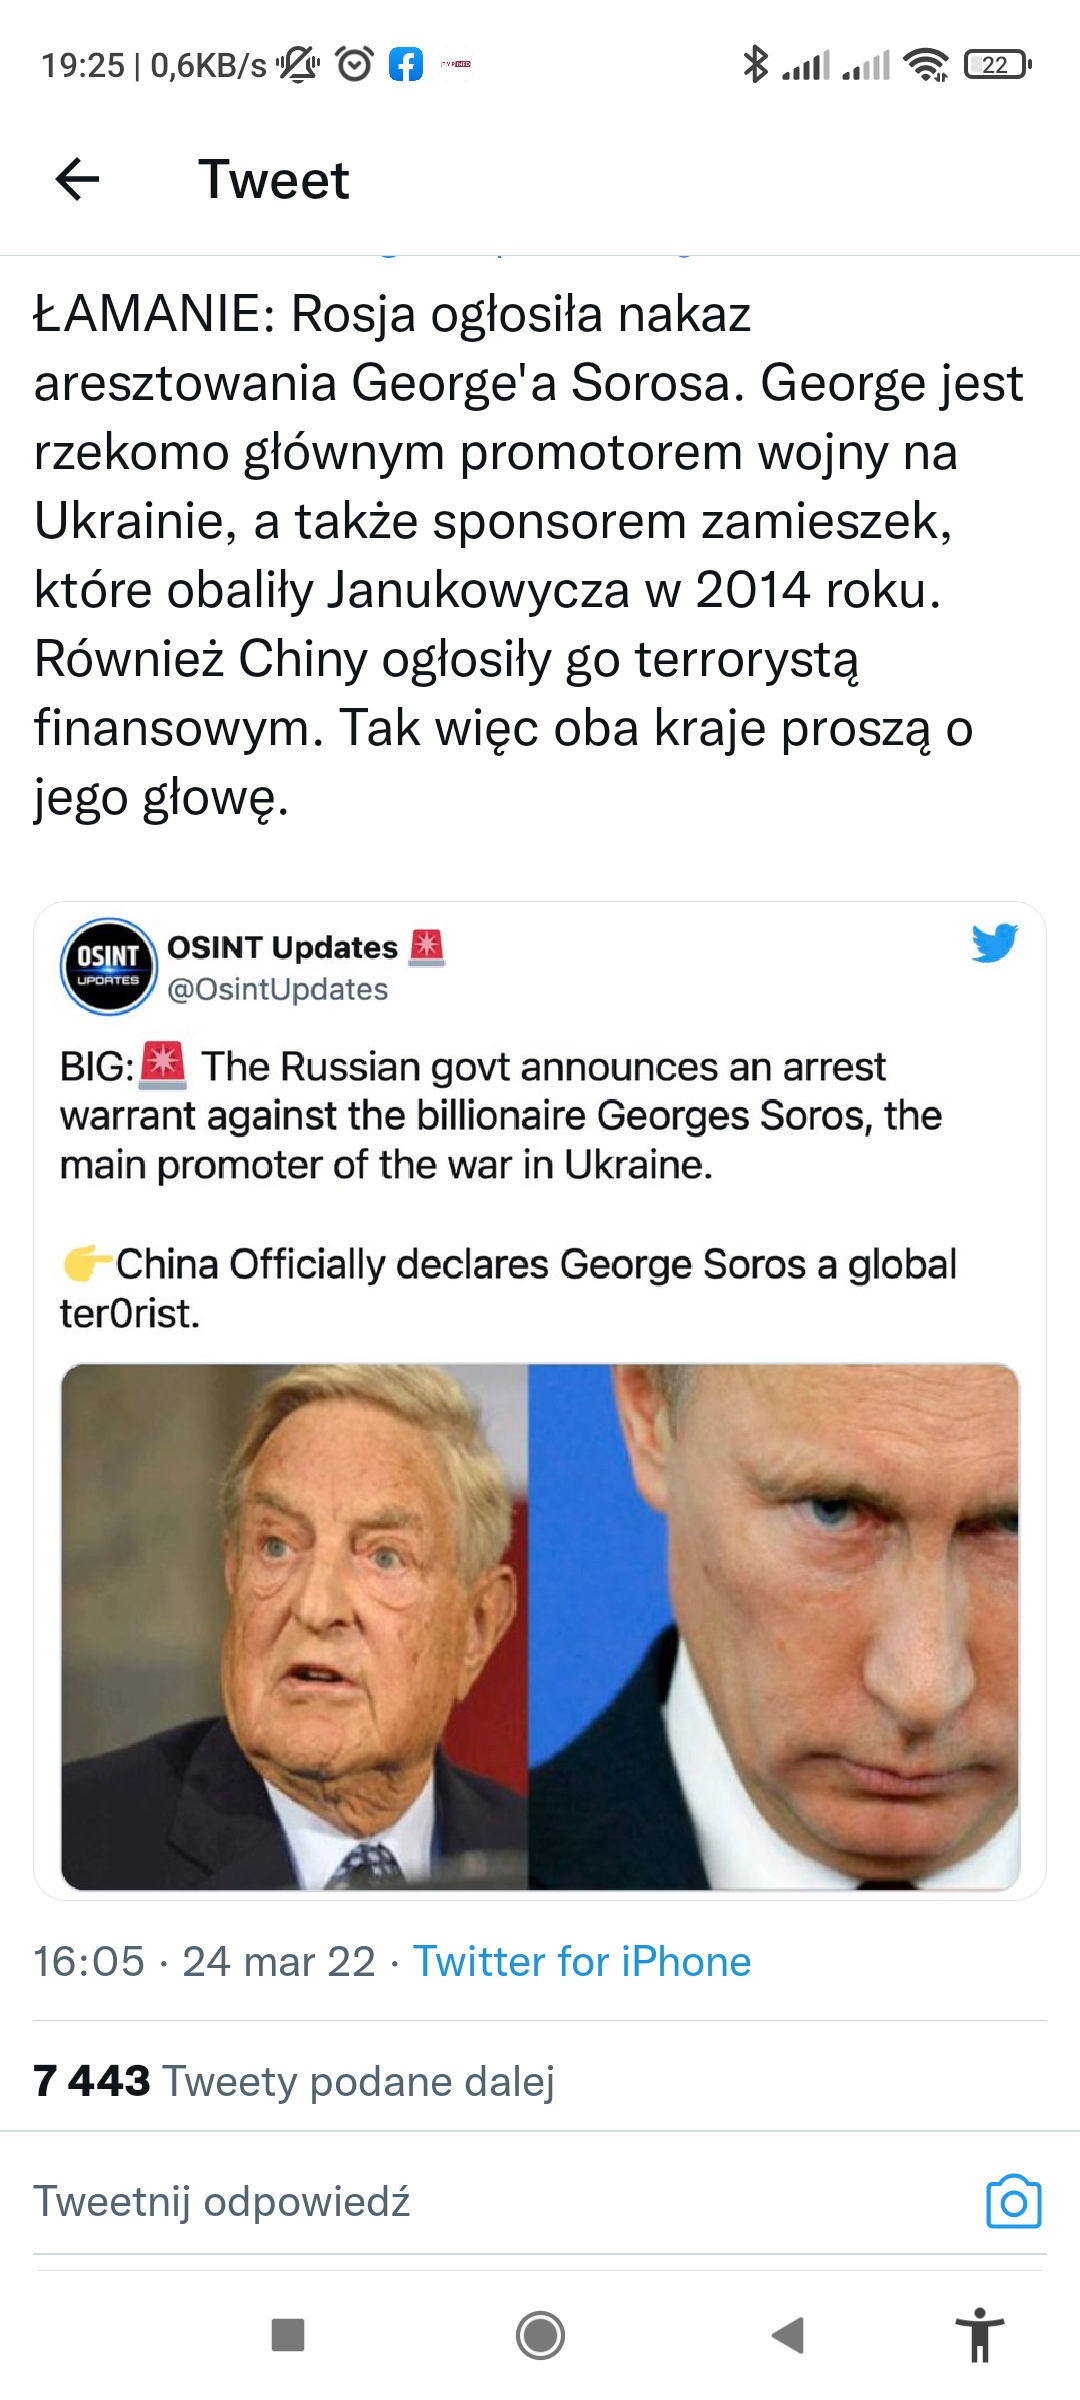 19:25 | 0,6KB/s
22
Tweet
ŁAMANIE: Rosja ogłosiła nakaz
aresztowania George'a Sorosa. George jest
rzekomo głównym promotorem wojny na
Ukrainie, a także sponsorem zamieszek,
które obaliły Janukowycza w 2014 roku.
Również Chiny ogłosiły go terrorystą
finansowym. Tak więc oba kraje proszą o
jego głowę.
OSINT
UPDATES
OSINT Updates 🚨
@OsintUpdates
BIG:🚨 The Russian govt announces an arrest
warrant against the billionaire Georges Soros, the
main promoter of the war in Ukraine.
👉China Officially declares George Soros a global
ter0rist.
16:05 · 24 mar 22 · Twitter for iPhone
7 443 Tweety podane dalej
Tweetnij odpowiedź